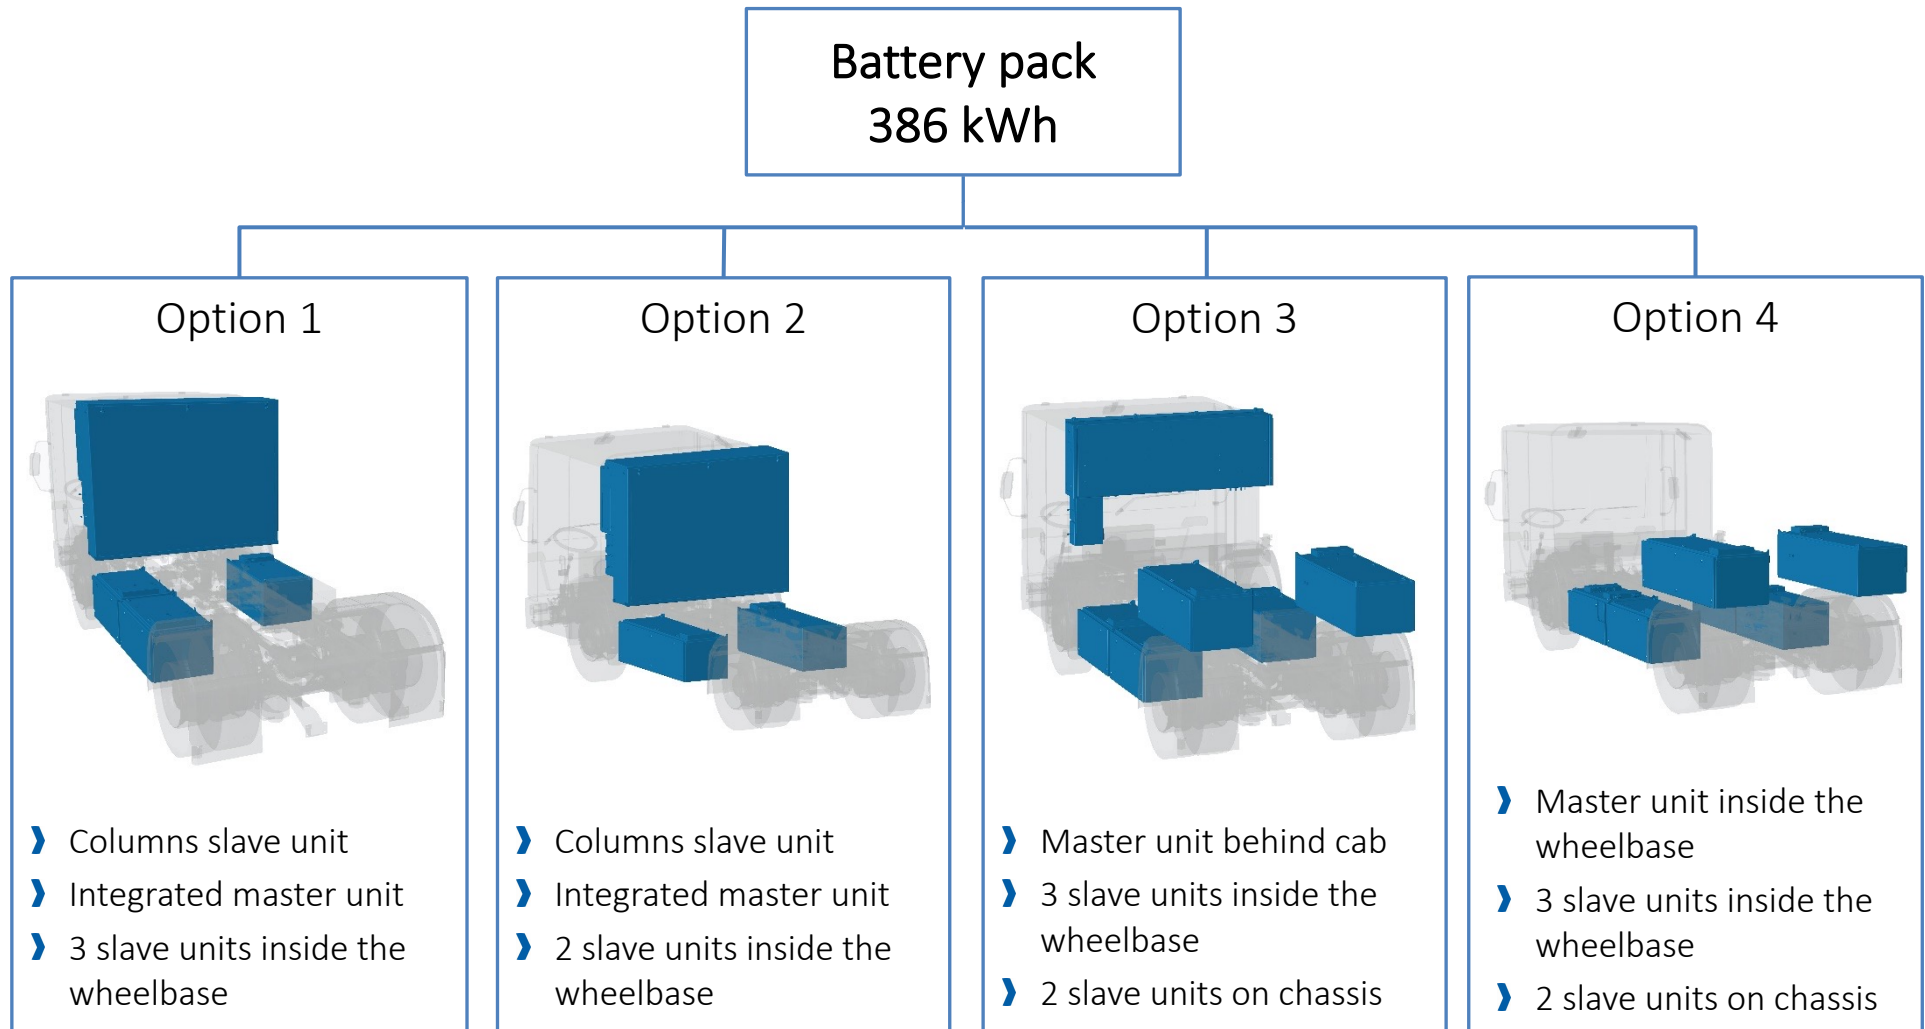 Battery pack
386 kWh
Option 1
Columns slave unit
Integrated master unit
3 slave units inside the
wheelbase
Option 2
Columns slave unit
Integrated master unit
2 slave units inside the
wheelbase
Option 3
Master unit behind cab
3 slave units inside the
wheelbase
2 slave units on chassis
Option 4
Master unit inside the
wheelbase
3 slave units inside the
wheelbase
2 slave units on chassis